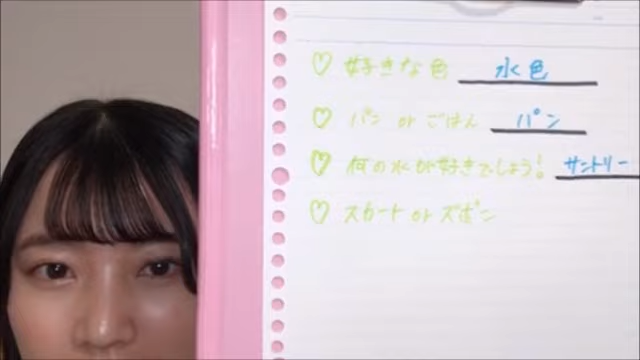 ♡ 好きな色 水色
♡ パン or ごはん パン
♡ 何の水が好きでしょう! サントリー
♡ スカート or ズボン